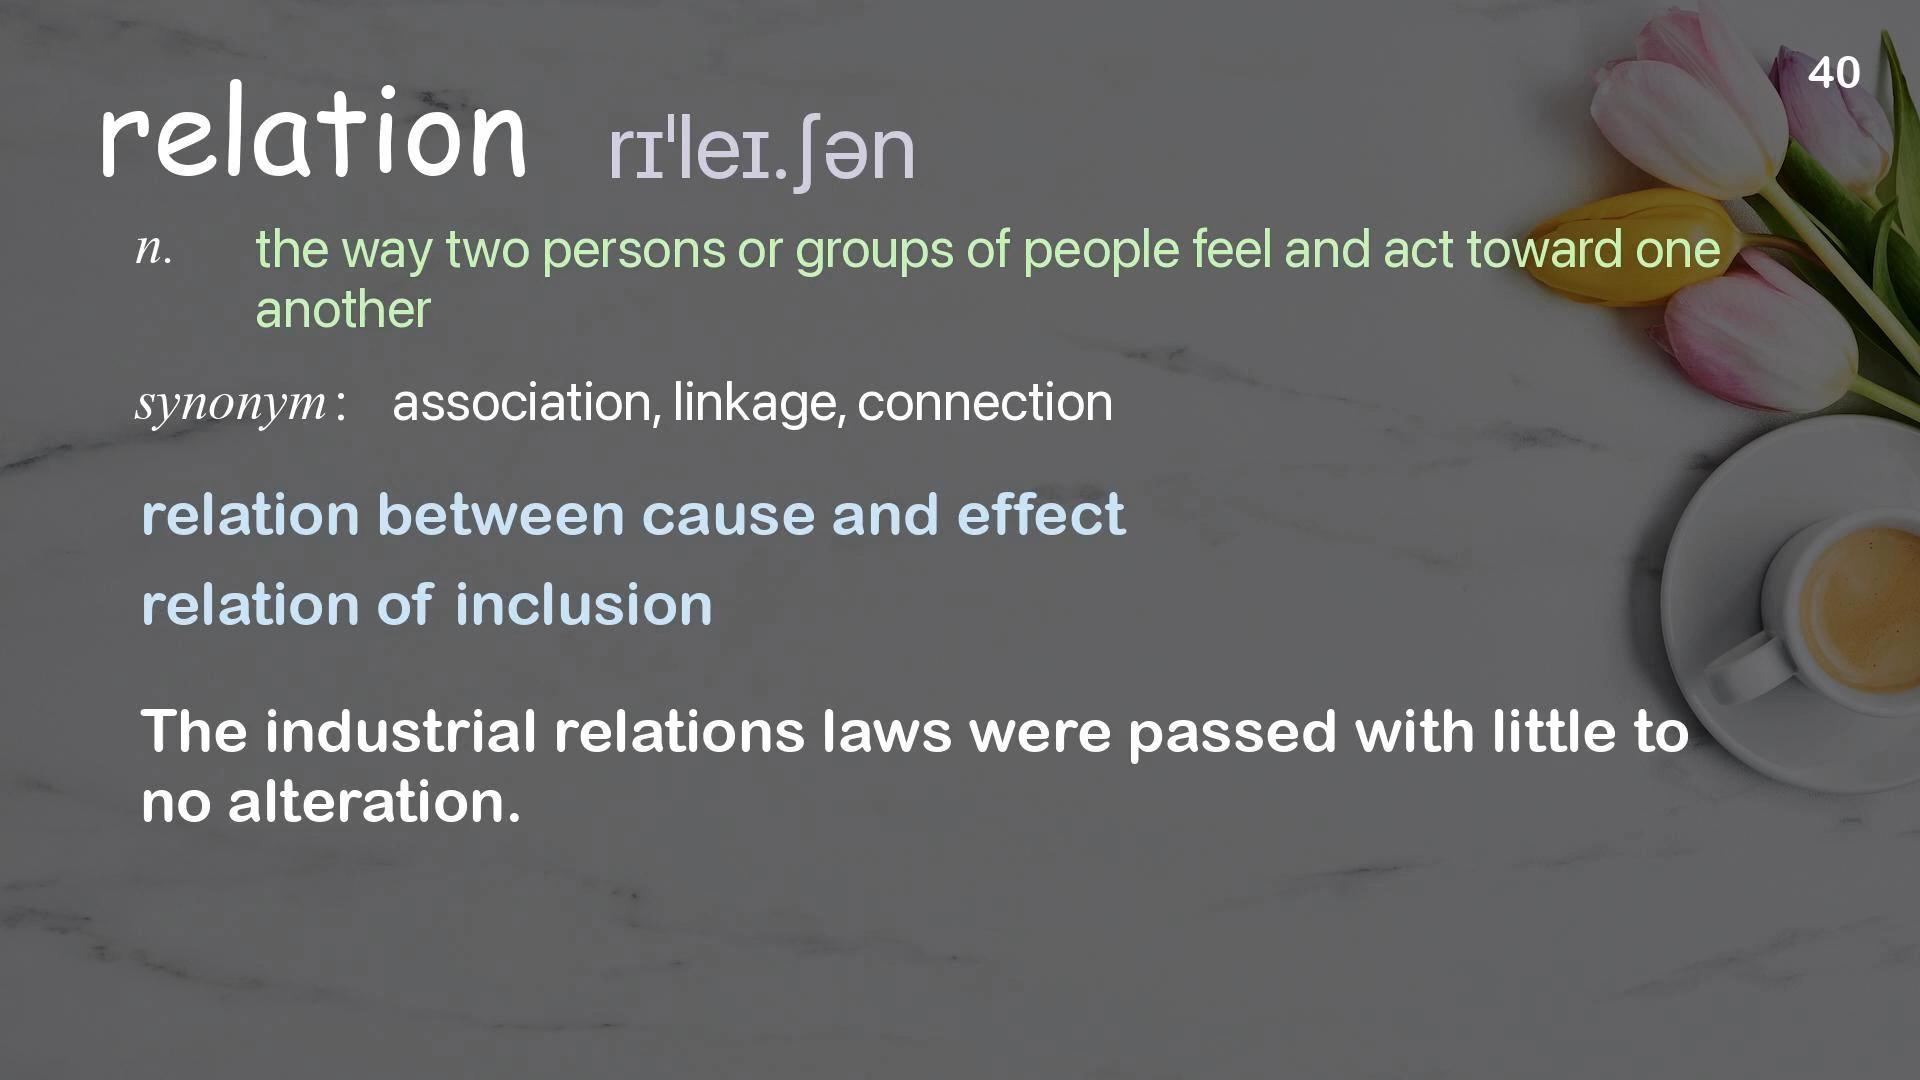 40
relation rɪˈleɪ.ʃən
n. the way two persons or groups of people feel and act toward one
another
synonym: association, linkage, connection
relation between cause and effect
relation of inclusion
The industrial relations laws were passed with little to
no alteration.